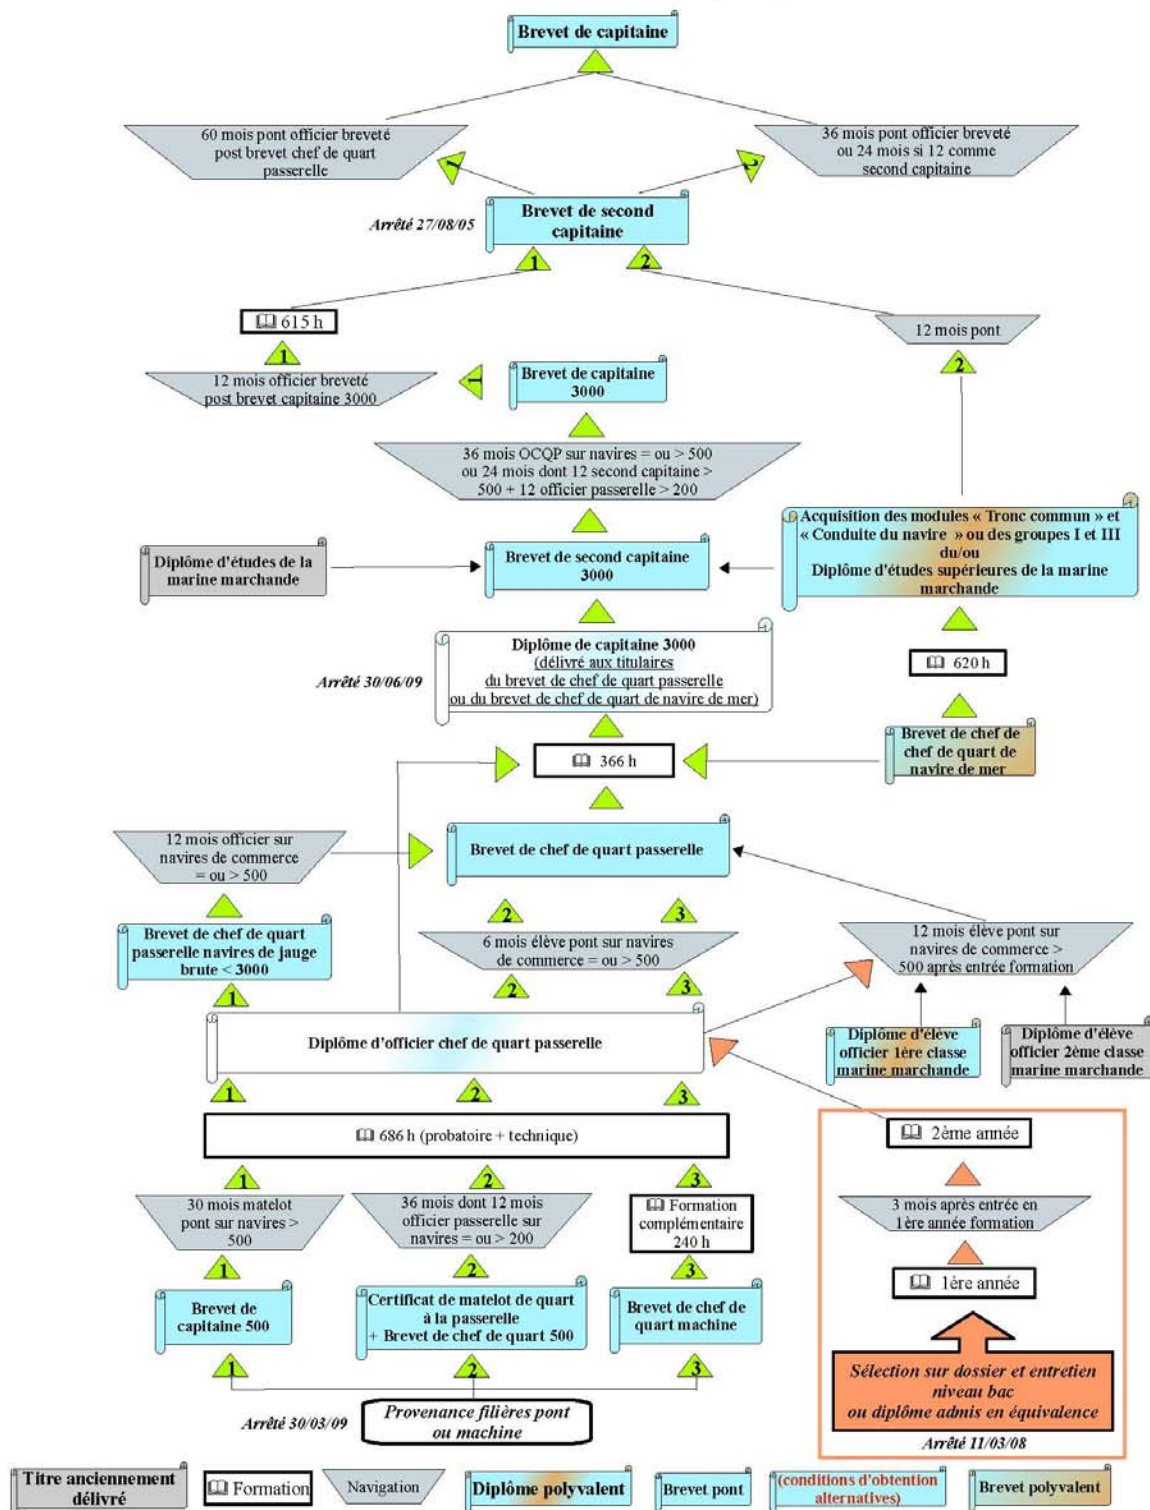 Brevet de capitaine
60 mois pont officier breveté
post brevet chef de quart
passerelle
36 mois pont officier breveté
ou 24 mois si 12 comme
second capitaine
1
2
Arrêté 27/08/05
Brevet de second
capitaine
1
2
615 h
12 mois pont
1
2
12 mois officier breveté
post brevet capitaine 3000
1
Brevet de capitaine
3000
36 mois OCQP sur navires = ou > 500
ou 24 mois dont 12 second capitaine >
500 + 12 officier passerelle > 200
Acquisition des modules « Tronc commun » et
« Conduite du navire » ou des groupes I et III
du/ou
Diplôme d'études supérieures de la marine
marchande
Diplôme d'études de la
marine marchande
Brevet de second capitaine
3000
Arrêté 30/06/09
Diplôme de capitaine 3000
(délivré aux titulaires
du brevet de chef de quart passerelle
ou du brevet de chef de quart de navire de mer)
620 h
366 h
Brevet de chef de
chef de quart de
navire de mer
12 mois officier sur
navires de commerce
= ou > 500
Brevet de chef de quart passerelle
2
3
Brevet de chef de quart
passerelle navires de jauge
brute < 3000
6 mois élève pont sur navires
de commerce = ou > 500
12 mois élève pont sur
navires de commerce >
500 après entrée formation
1
2
3
Diplôme d'officier chef de quart passerelle
Diplôme d'élève
officier 1ère classe
marine marchande
Diplôme d'élève
officier 2ème classe
marine marchande
1
2
3
686 h (probatoire + technique)
2ème année
1
2
3
30 mois matelot
pont sur navires >
500
36 mois dont 12 mois
officier passerelle sur
navires = ou > 200
Formation
complémentaire
240 h
3 mois après entrée en
1ère année formation
1
2
3
1ère année
Brevet de
capitaine 500
Certificat de matelot de quart
à la passerelle
+ Brevet de chef de quart 500
Brevet de chef de
quart machine
1
2
3
Sélection sur dossier et entretien
niveau bac
ou diplôme admis en équivalence
Arrêté 30/03/09
Provenance filières pont
ou machine
Arrêté 11/03/08
Titre anciennement
délivré
Formation
Navigation
Diplôme polyvalent
Brevet pont
(conditions d'obtention
alternatives)
Brevet polyvalent